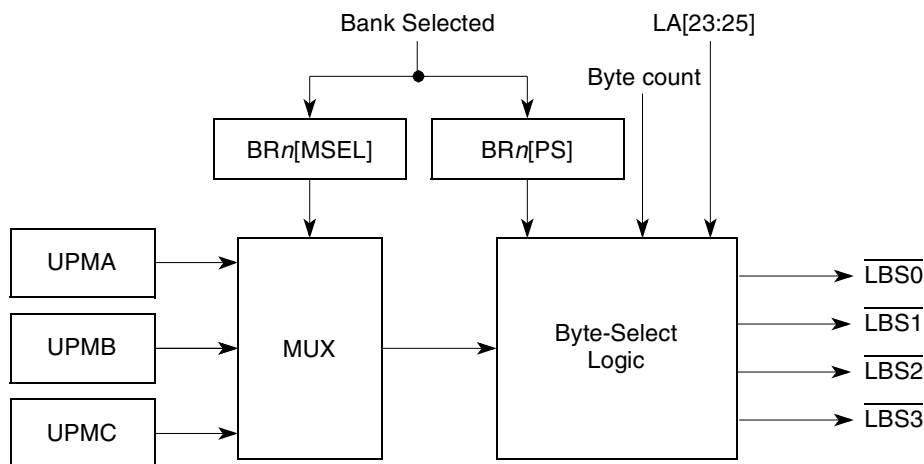 Bank Selected
LA[23:25]
Byte count
BRn[MSEL]
BRn[PS]
UPMA
UPMB
UPMC
MUX
Byte-Select
Logic
LBS0
LBS1
LBS2
LBS3